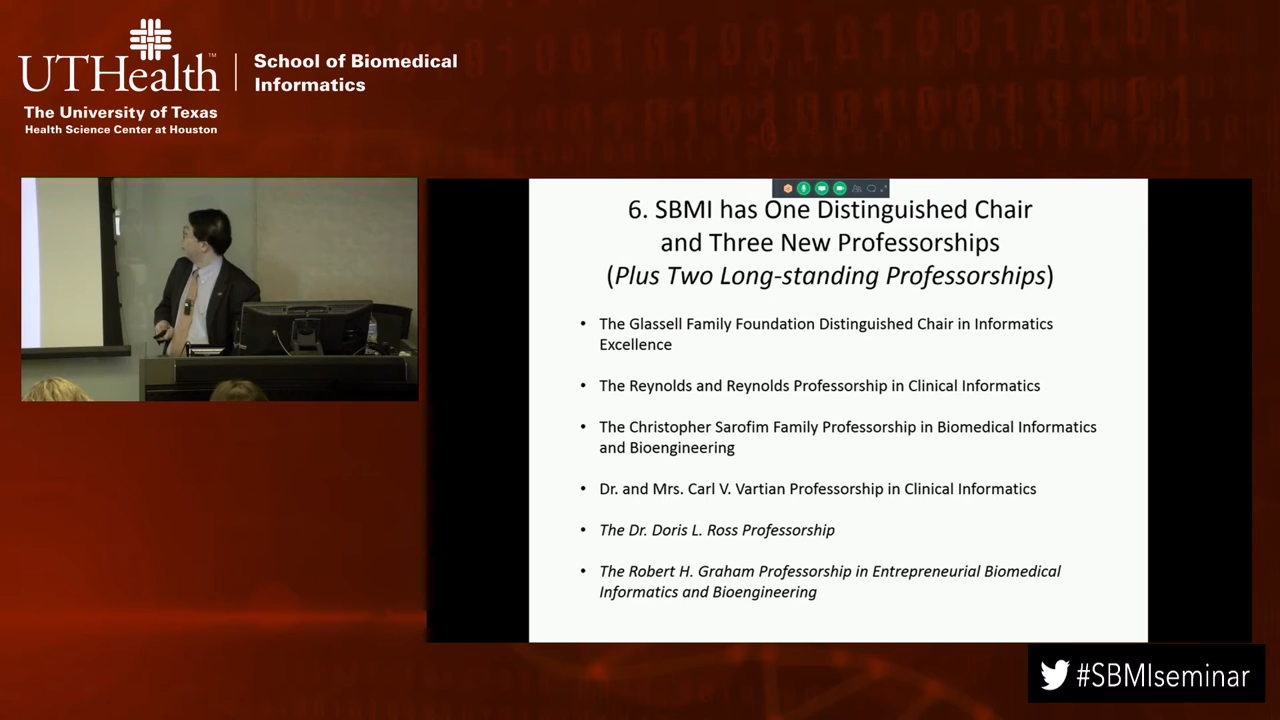 UTHealth™
The University of Texas
Health Science Center at Houston
School of Biomedical
Informatics
6. SBMI has One Distinguished Chair
and Three New Professorships
(Plus Two Long-standing Professorships)
• The Glassell Family Foundation Distinguished Chair in Informatics
Excellence
• The Reynolds and Reynolds Professorship in Clinical Informatics
• The Christopher Sarofim Family Professorship in Biomedical Informatics
and Bioengineering
• Dr. and Mrs. Carl V. Vartian Professorship in Clinical Informatics
• The Dr. Doris L. Ross Professorship
• The Robert H. Graham Professorship in Entrepreneurial Biomedical
Informatics and Bioengineering
#SBMIseminar